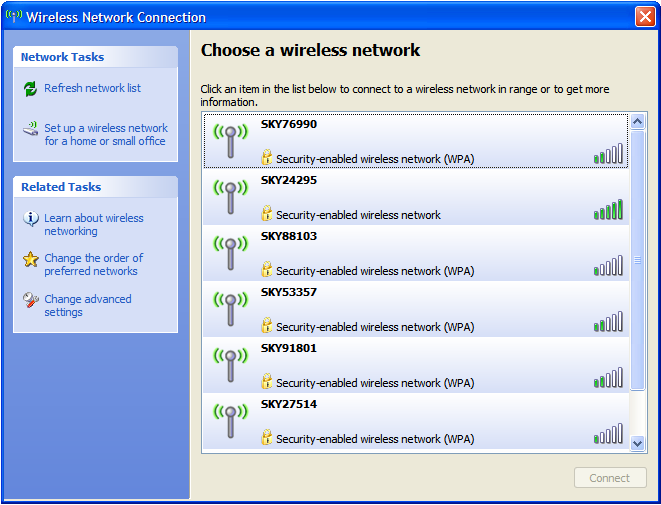 Wireless Network Connection
Network Tasks
Refresh network list
Set up a wireless network
for a home or small office
Related Tasks
Learn about wireless
networking
Change the order of
preferred networks
Change advanced
settings
Choose a wireless network
Click an item in the list below to connect to a wireless network in range or to get more
information.
SKY76990
Security-enabled wireless network (WPA)
SKY24295
Security-enabled wireless network
SKY88103
Security-enabled wireless network (WPA)
SKY53357
Security-enabled wireless network (WPA)
SKY91801
Security-enabled wireless network (WPA)
SKY27514
Security-enabled wireless network (WPA)
Connect